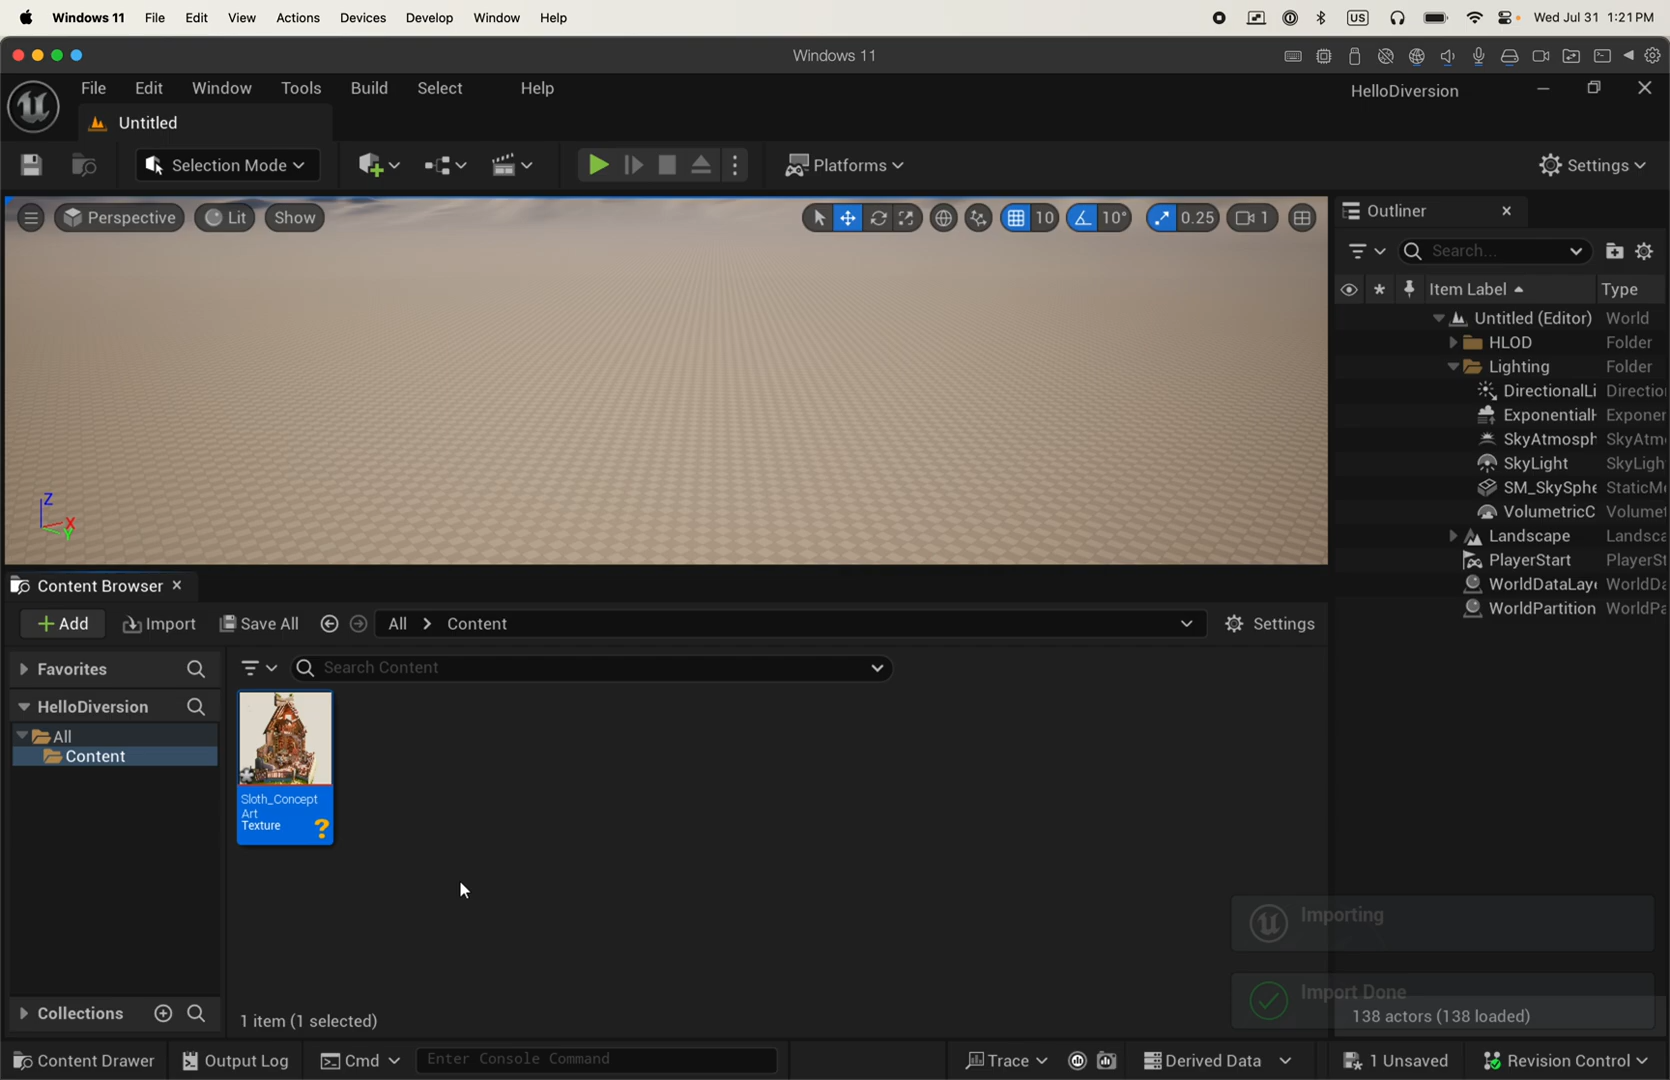 Windows 11 File Edit View Actions Devices Develop Window Help US Wed Jul 31 1:21 PM
Windows 11
File Edit Window Tools Build Select Help HelloDiversion
Untitled
Selection Mode Platforms Settings
Perspective Lit Show 10 10° 0.25 1
Outliner
Search...
Item Label Type
Untitled (Editor) World
HLOD Folder
Lighting Folder
DirectionalLi Directio
ExponentialH Exponer
SkyAtmosph SkyAtm
SkyLight SkyLigh
SM_SkySphe StaticMe
VolumetricC Volumet
Landscape Landsca
PlayerStart PlayerSt
WorldDataLaye WorldDa
WorldPartition WorldPa
Z
X
Y
Content Browser
Add Import Save All All > Content Settings
Favorites Search Content
HelloDiversion
All
Content
Sloth_Concept
Art
Texture ?
Importing
Import Done
138 actors (138 loaded)
Collections 1 item (1 selected)
Content Drawer Output Log Cmd Enter Console Command Trace Derived Data 1 Unsaved Revision Control